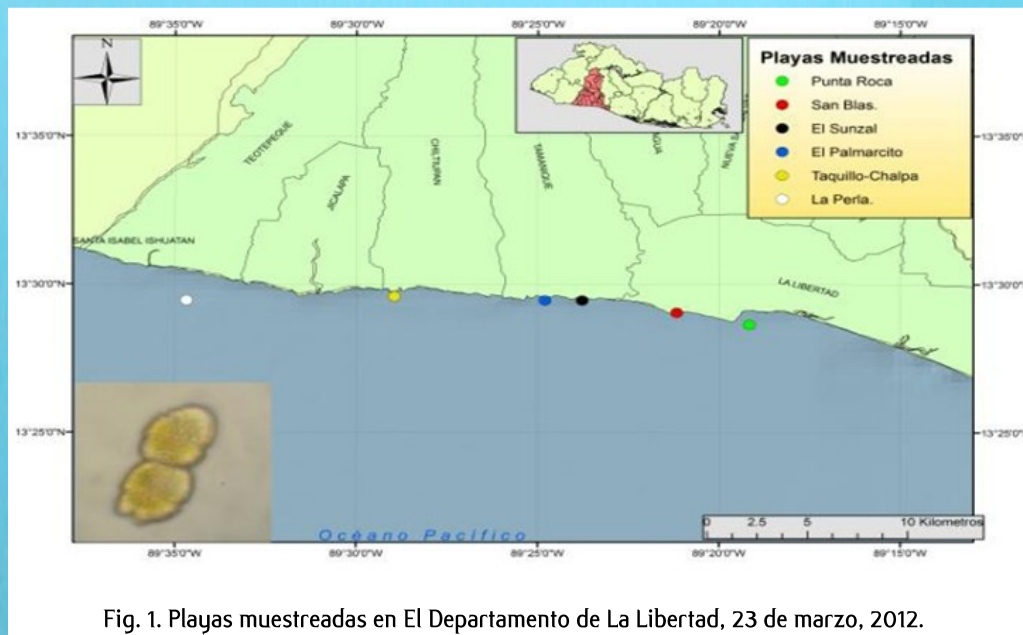 89°35'0"W 89°30'0"W 89°25'0"W 89°20'0"W 89°15'0"W
N
Playas Muestreadas
Punta Roca
San Blas.
El Sunzal
El Palmarcito
Taquillo-Chalpa
La Perla.
13°35'0"N 13°35'0"N
TEOTEPEQUE
JICALAPA
CHILTIUPAN
TAMANIQUE
SANTA ISABEL ISHUATAN
13°30'0"N 13°30'0"N
LA LIBERTAD
13°25'0"N 13°25'0"N
Océano Pacífico
0 2.5 5 10 Kilometros
89°35'0"W 89°30'0"W 89°25'0"W 89°20'0"W 89°15'0"W
Fig. 1. Playas muestreadas en El Departamento de La Libertad, 23 de marzo, 2012.